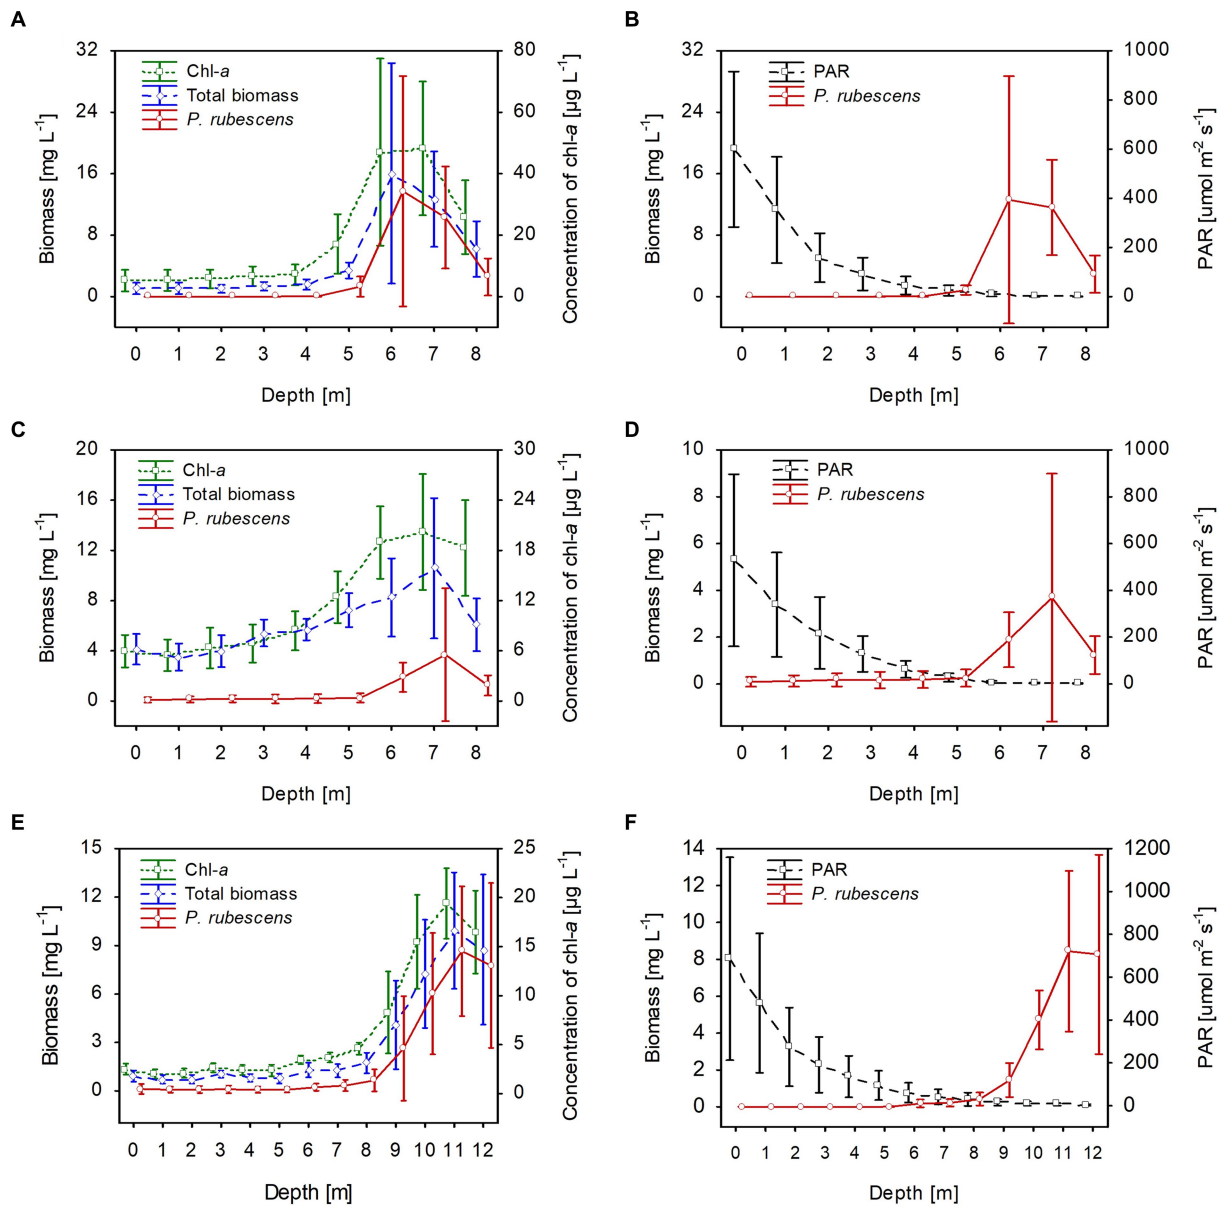 A
Biomass [mg L-1]
32
24
16
8
0
Chl-a
Total biomass
P. rubescens
80
60
40
20
0
Concentration of chl-a [µg L-1]
0 1 2 3 4 5 6 7 8
Depth [m]
B
Biomass [mg L-1]
32
24
16
8
0
PAR
P. rubescens
1000
800
600
400
200
0
PAR [umol m-2 s-1]
0 1 2 3 4 5 6 7 8
Depth [m]
C
Biomass [mg L-1]
20
16
12
8
4
0
Chl-a
Total biomass
P. rubescens
30
24
18
12
6
0
Concentration of chl-a [µg L-1]
0 1 2 3 4 5 6 7 8
Depth [m]
D
Biomass [mg L-1]
10
8
6
4
2
0
PAR
P. rubescens
1000
800
600
400
200
0
PAR [umol m-2 s-1]
0 1 2 3 4 5 6 7 8
Depth [m]
E
Biomass [mg L-1]
15
12
9
6
3
0
Chl-a
Total biomass
P. rubescens
25
20
15
10
5
0
Concentration of chl-a [µg L-1]
0 1 2 3 4 5 6 7 8 9 10 11 12
Depth [m]
F
Biomass [mg L-1]
14
12
10
8
6
4
2
0
PAR
P. rubescens
1200
1000
800
600
400
200
0
PAR [umol m-2 s-1]
0 1 2 3 4 5 6 7 8 9 10 11 12
Depth [m]